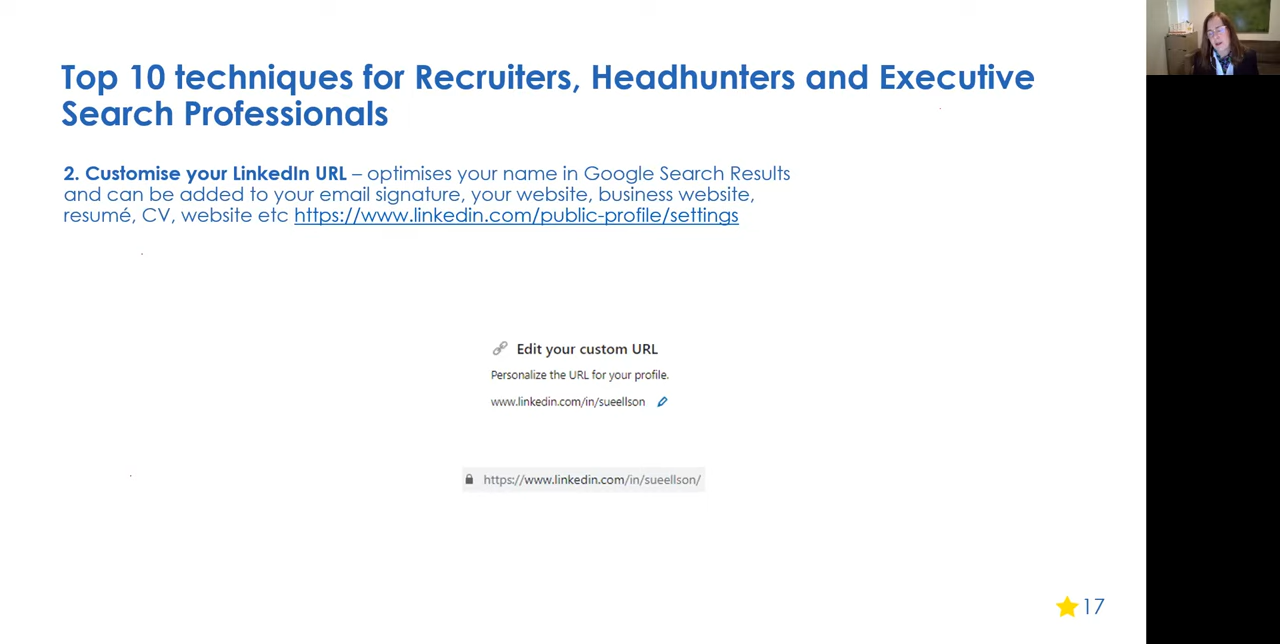 Top 10 techniques for Recruiters, Headhunters and Executive
Search Professionals
2. Customise your LinkedIn URL – optimises your name in Google Search Results
and can be added to your email signature, your website, business website,
resumé, CV, website etc https://www.linkedin.com/public-profile/settings
Edit your custom URL
Personalize the URL for your profile.
www.linkedin.com/in/sueellson
https://www.linkedin.com/in/sueellson/
17